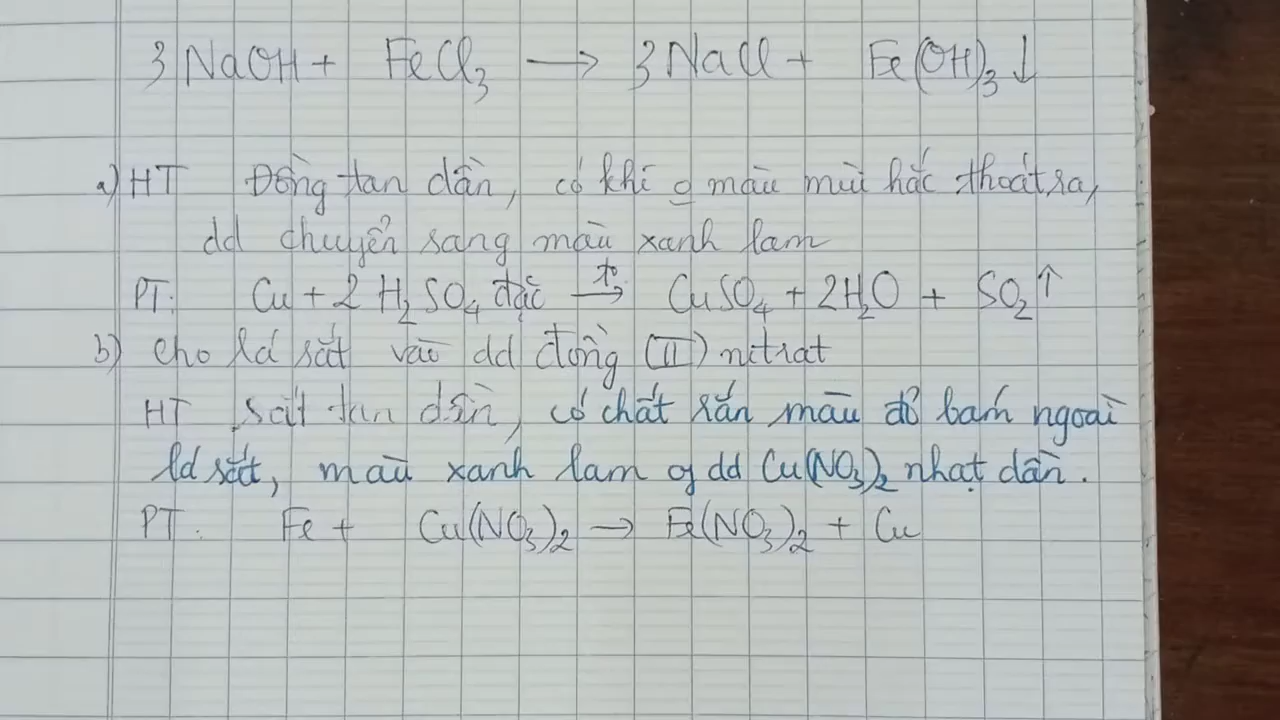 3NaOH + FeCl₃ → 3NaCl + Fe(OH)₃↓
a) HT Đồng tan dần, có khí g màu mùi hắc thoát ra,
dd chuyển sang màu xanh lam
PT: Cu + 2H₂SO₄ đặc t° → CuSO₄ + 2H₂O + SO₂↑
b) Cho lá sắt vào dd đồng (II) nitrat
HT sắt tan dần, có chất rắn màu đỏ bám ngoài
lá sắt, màu xanh lam of dd Cu(NO₃)₂ nhạt dần.
PT: Fe + Cu(NO₃)₂ → Fe(NO₃)₂ + Cu